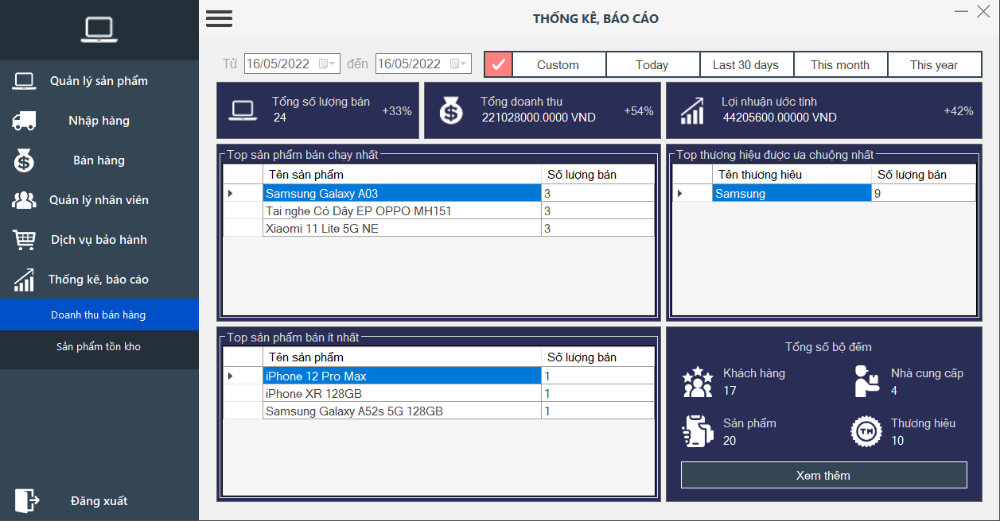 THỐNG KÊ, BÁO CÁO
Quản lý sản phẩm
Nhập hàng
Bán hàng
Quản lý nhân viên
Dịch vụ bảo hành
Thống kê, báo cáo
Doanh thu bán hàng
Sản phẩm tồn kho
Đăng xuất
Từ 16/05/2022 đến 16/05/2022 Custom Today Last 30 days This month This year
Tổng số lượng bán
24
+33%
Tổng doanh thu
221028000.0000 VND
+54%
Lợi nhuận ước tính
44205600.00000 VND
+42%
Top sản phẩm bán chạy nhất
Tên sản phẩm Số lượng bán
Samsung Galaxy A03 3
Tai nghe Có Dây EP OPPO MH151 3
Xiaomi 11 Lite 5G NE 3
Top thương hiệu được ưa chuộng nhất
Tên thương hiệu Số lượng bán
Samsung 9
Top sản phẩm bán ít nhất
Tên sản phẩm Số lượng bán
iPhone 12 Pro Max 1
iPhone XR 128GB 1
Samsung Galaxy A52s 5G 128GB 1
Tổng số bộ đếm
Khách hàng
17
Nhà cung cấp
4
Sản phẩm
20
TM
Thương hiệu
10
Xem thêm